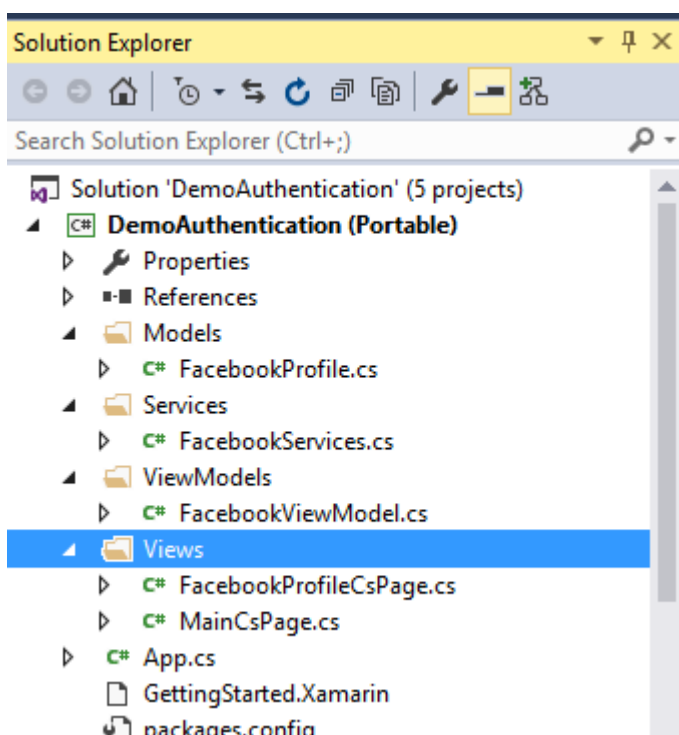 Solution Explorer
Search Solution Explorer (Ctrl+;)
Solution 'DemoAuthentication' (5 projects)
C# DemoAuthentication (Portable)
Properties
References
Models
C# FacebookProfile.cs
Services
C# FacebookServices.cs
ViewModels
C# FacebookViewModel.cs
Views
C# FacebookProfileCsPage.cs
C# MainCsPage.cs
C# App.cs
GettingStarted.Xamarin
packages.config